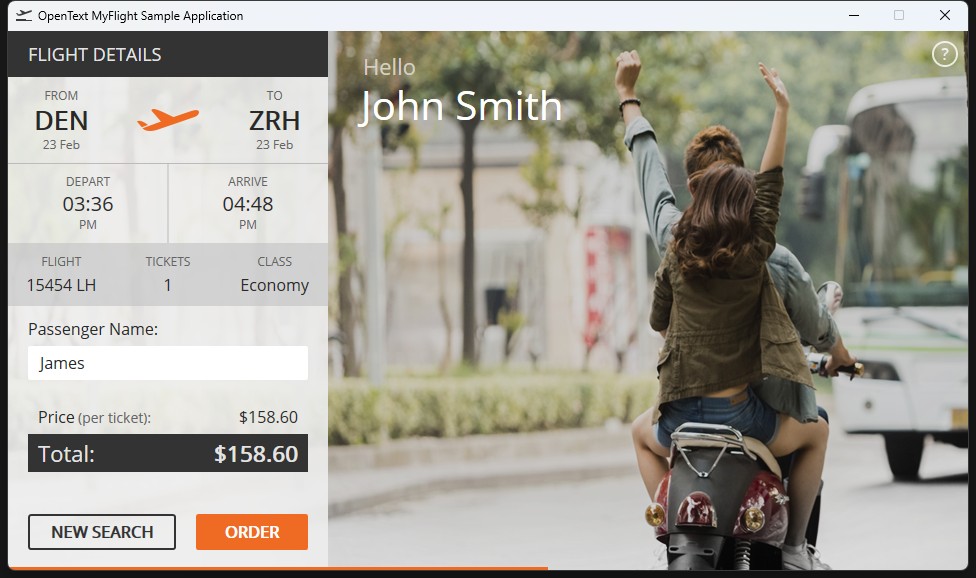 OpenText MyFlight Sample Application
FLIGHT DETAILS
FROM
TO
DEN
ZRH
23 Feb
23 Feb
DEPART
ARRIVE
03:36
04:48
PM
PM
FLIGHT
TICKETS
CLASS
15454 LH
1
Economy
Passenger Name:
James
Price (per ticket):
$158.60
Total:
$158.60
NEW SEARCH
ORDER
Hello
John Smith
?